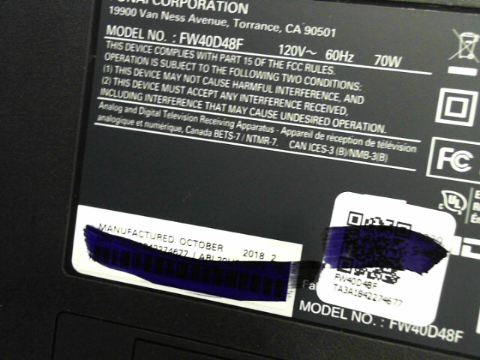 CORPORATION
19900 Van Ness Avenue, Torrance, CA 90501
MODEL NO. : FW40D48F 120V~ 60Hz 70W
THIS DEVICE COMPLIES WITH PART 15 OF THE FCC RULES.
OPERATION IS SUBJECT TO THE FOLLOWING TWO CONDITIONS:
(1) THIS DEVICE MAY NOT CAUSE HARMFUL INTERFERENCE, AND
(2) THIS DEVICE MUST ACCEPT ANY INTERFERENCE RECEIVED,
INCLUDING INTERFERENCE THAT MAY CAUSE UNDESIRED OPERATION.
Analog and Digital Television Receiving Apparatus - Appareil de réception de télévision
analogique et numérique, Canada BETS-7 / NTMR-7. CAN ICES-3 (B)/NMB-3(B)
FC
UL
MANUFACTURED OCTOBER 2018 2
FW40D48F
TA3A1842274677
MODEL NO. : FW40D48F